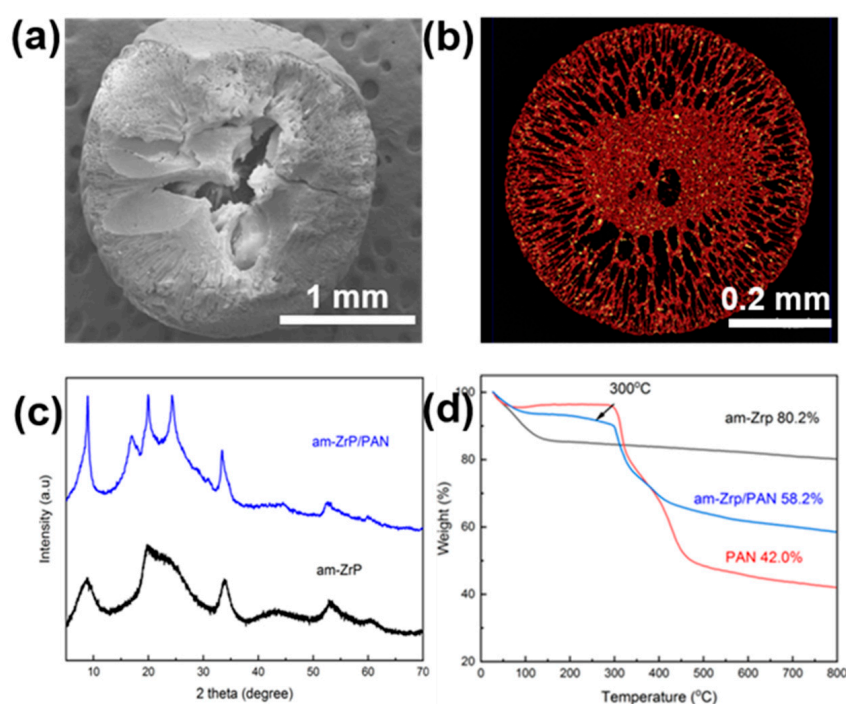 (a)
1 mm
(b)
0.2 mm
(c)
am-ZrP/PAN
am-ZrP
Intensity (a.u)
10 20 30 40 50 60 70
2 theta (degree)
(d)
300°C
am-Zrp 80.2%
am-Zrp/PAN 58.2%
PAN 42.0%
Weight (%)
100
80
60
40
20
0 100 200 300 400 500 600 700 800
Temperature (°C)